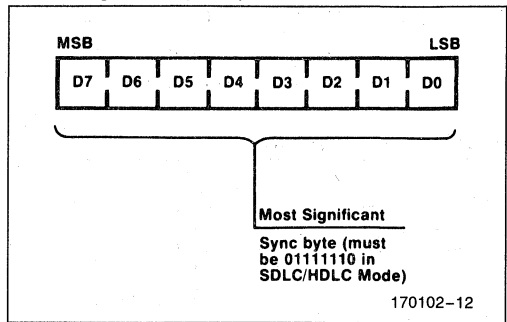 MSB LSB
D7 D6 D5 D4 D3 D2 D1 D0
Most Significant
Sync byte (must
be 01111110 in
SDLC/HDLC Mode)
170102-12